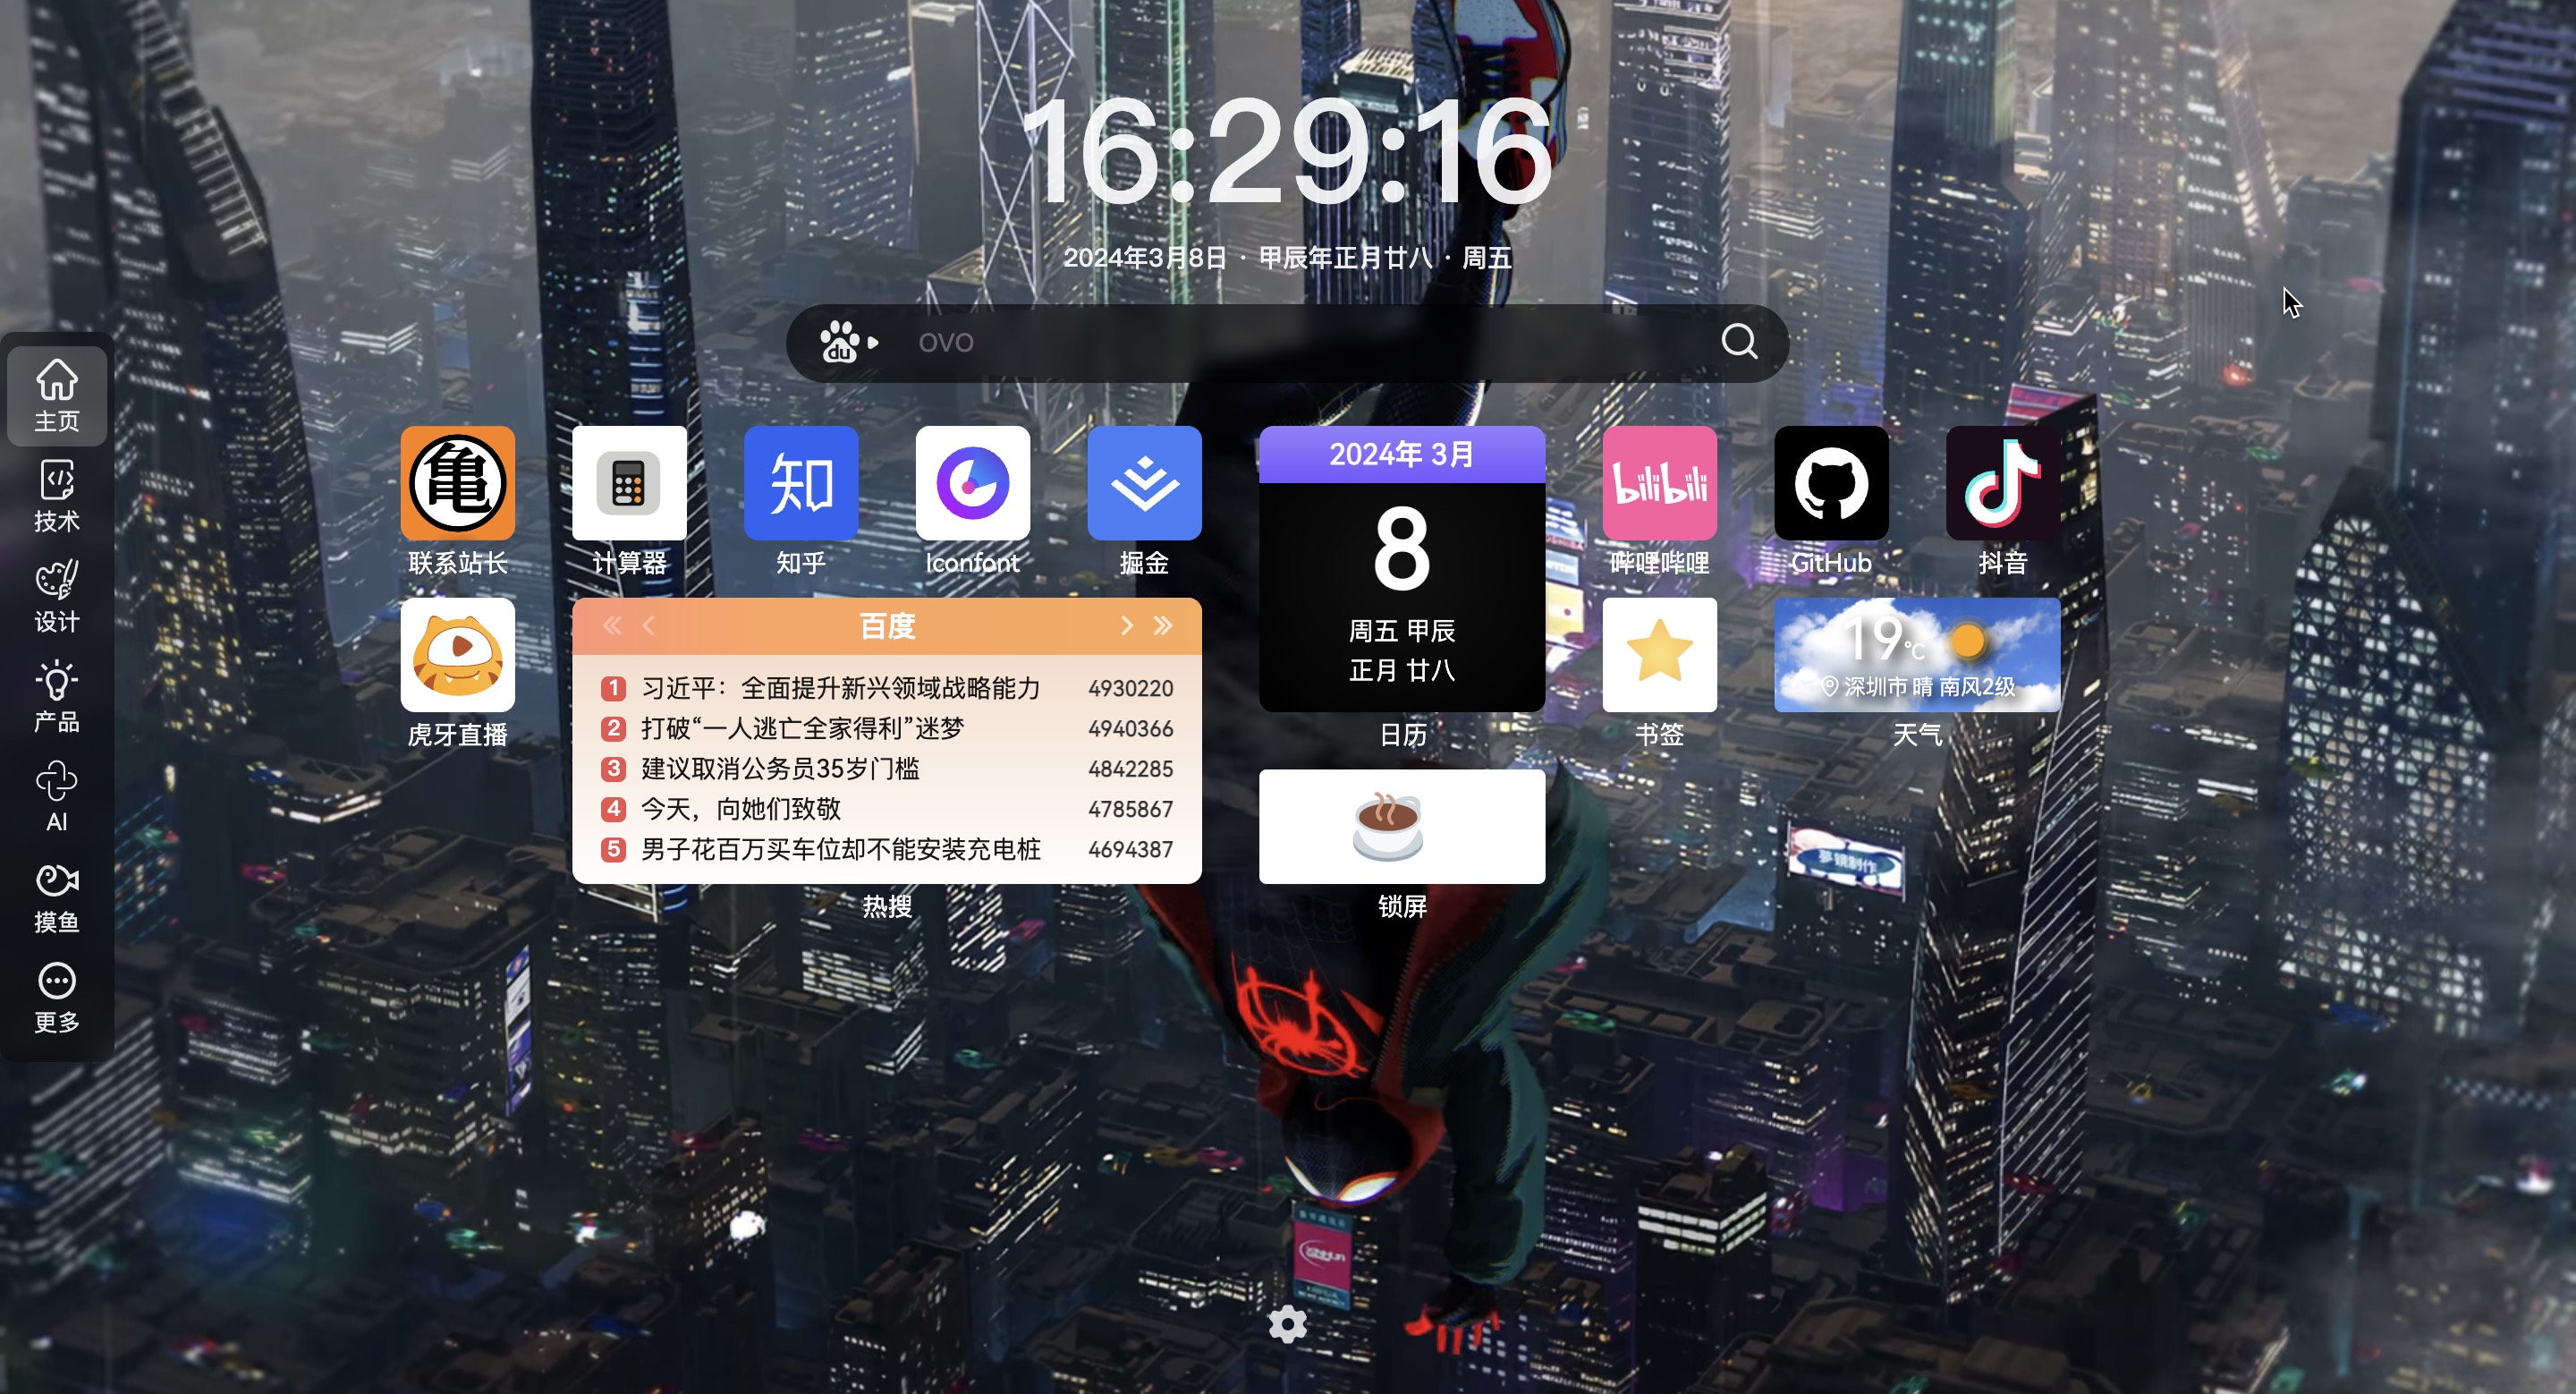 16:29:16
2024年3月8日 · 甲辰年正月廿八 · 周五
du
OVO
主页
技术
设计
产品
AI
摸鱼
更多
亀
联系站长
计算器
知
知乎
Iconfont
掘金
2024年 3月
8
周五 甲辰
正月 廿八
日历
bilibili
哔哩哔哩
GitHub
抖音
虎牙直播
百度
1 习近平：全面提升新兴领域战略能力 4930220
2 打破“一人逃亡全家得利”迷梦 4940366
3 建议取消公务员35岁门槛 4842285
4 今天，向她们致敬 4785867
5 男子花百万买车位却不能安装充电桩 4694387
热搜
书签
19°C
深圳市 晴 南风2级
天气
锁屏
夢鏡制作